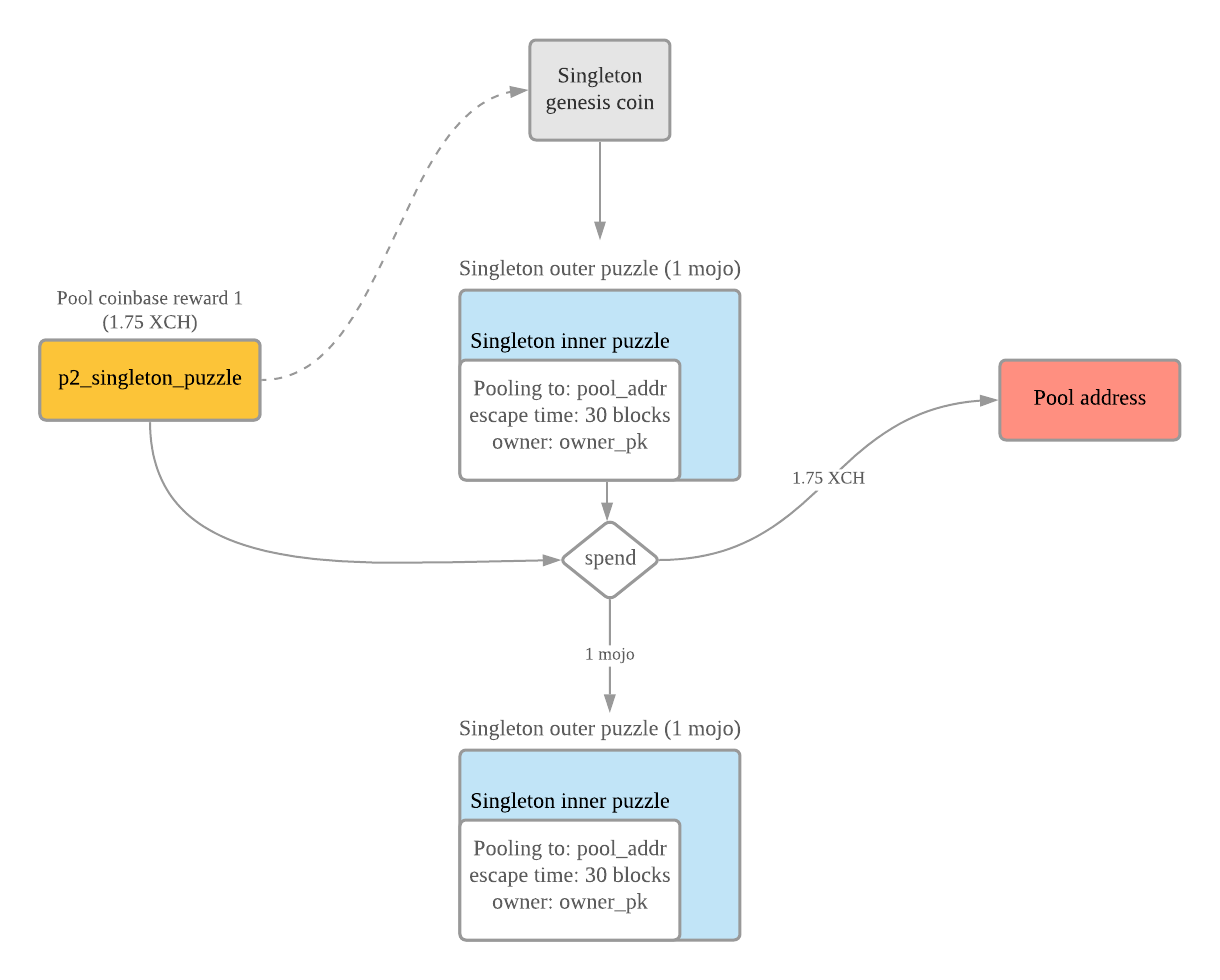 Singleton
genesis coin
Singleton outer puzzle (1 mojo)
Pool coinbase reward 1
(1.75 XCH)
p2_singleton_puzzle
Singleton inner puzzle
Pooling to: pool_addr
escape time: 30 blocks
owner: owner_pk
Pool address
1.75 XCH
spend
1 mojo
Singleton outer puzzle (1 mojo)
Singleton inner puzzle
Pooling to: pool_addr
escape time: 30 blocks
owner: owner_pk